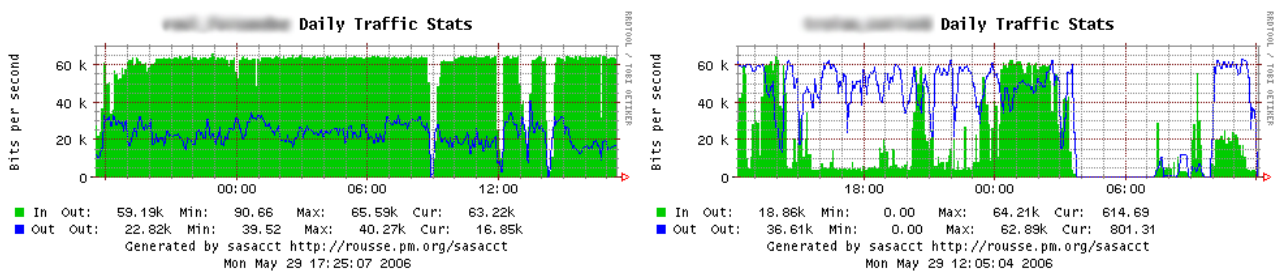 Daily Traffic Stats
RRDTOOL / TOBI OETIKER
Bits per second
60 k
40 k
20 k
0
00:00 06:00 12:00
In Out: 59.19k Min: 90.66 Max: 65.59k Cur: 63.22k
Out Out: 22.82k Min: 39.52 Max: 40.27k Cur: 16.85k
Generated by sasacct http://rousse.pm.org/sasacct
Mon May 29 17:25:07 2006
Daily Traffic Stats
RRDTOOL / TOBI OETIKER
Bits per second
60 k
40 k
20 k
0
18:00 00:00 06:00
In Out: 18.86k Min: 0.00 Max: 64.21k Cur: 614.69
Out Out: 36.61k Min: 0.00 Max: 62.89k Cur: 801.31
Generated by sasacct http://rousse.pm.org/sasacct
Mon May 29 12:05:04 2006